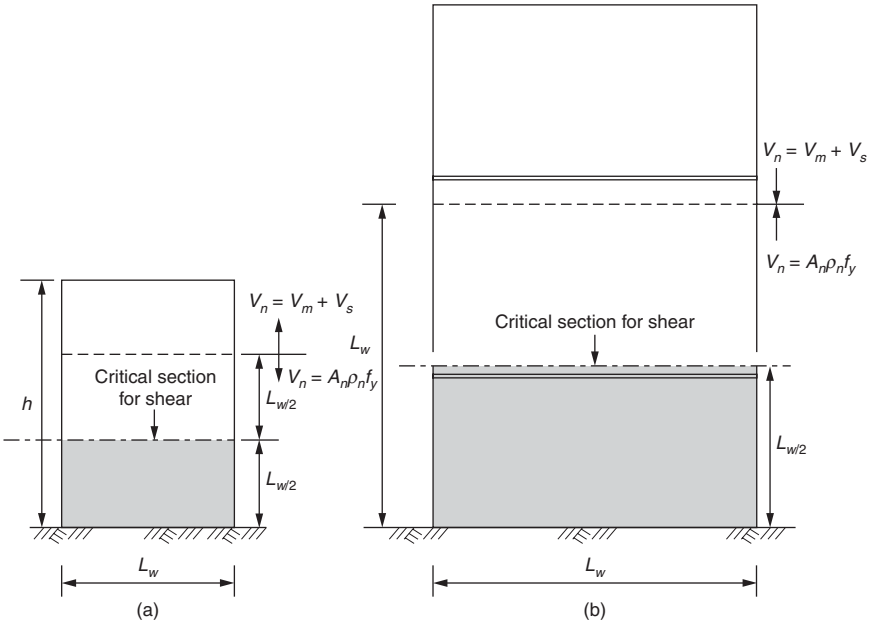 V_n = V_m + V_s
Critical section
for shear
V_n = A_nρ_nf_y
L_w/2
h
L_w/2
L_w
(a)
V_n = V_m + V_s
V_n = A_nρ_nf_y
Critical section for shear
L_w
L_w/2
L_w
(b)